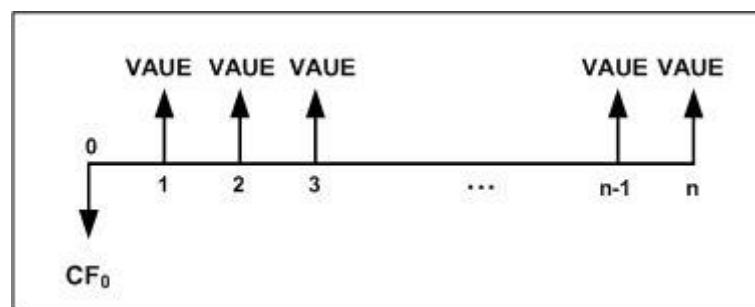 VAUE VAUE VAUE VAUE VAUE
0
1 2 3 ... n-1 n
CF₀